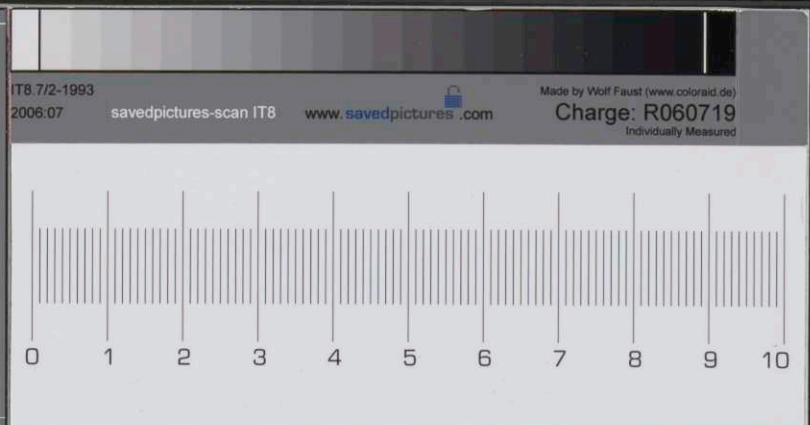 IT8.7/2-1993
2006:07
savedpictures-scan IT8
www.savedpictures.com
Made by Wolf Faust (www.coloraid.de)
Charge: R060719
Individually Measured
0 1 2 3 4 5 6 7 8 9 10